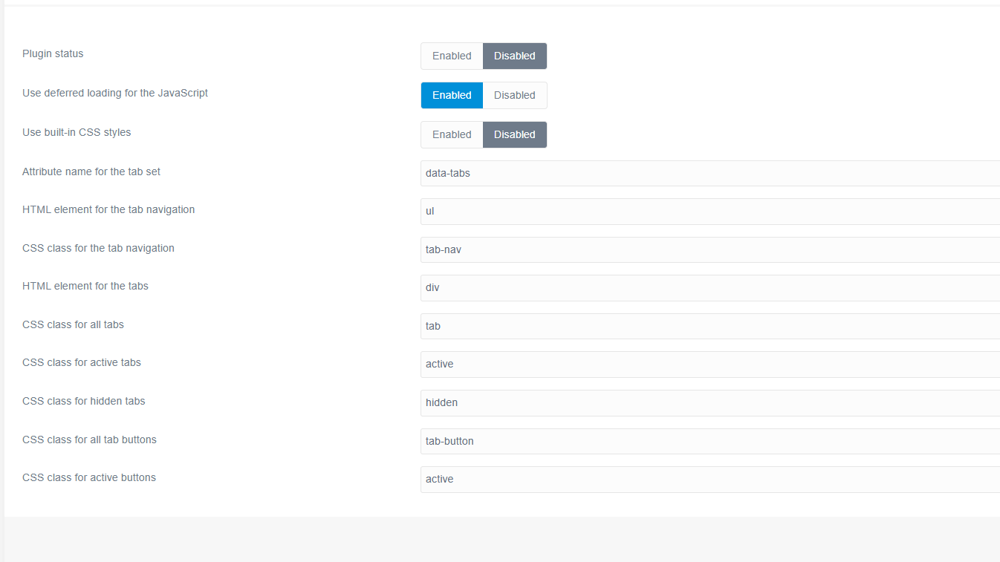 Plugin status Enabled Disabled
Use deferred loading for the JavaScript Enabled Disabled
Use built-in CSS styles Enabled Disabled
Attribute name for the tab set data-tabs
HTML element for the tab navigation ul
CSS class for the tab navigation tab-nav
HTML element for the tabs div
CSS class for all tabs tab
CSS class for active tabs active
CSS class for hidden tabs hidden
CSS class for all tab buttons tab-button
CSS class for active buttons active